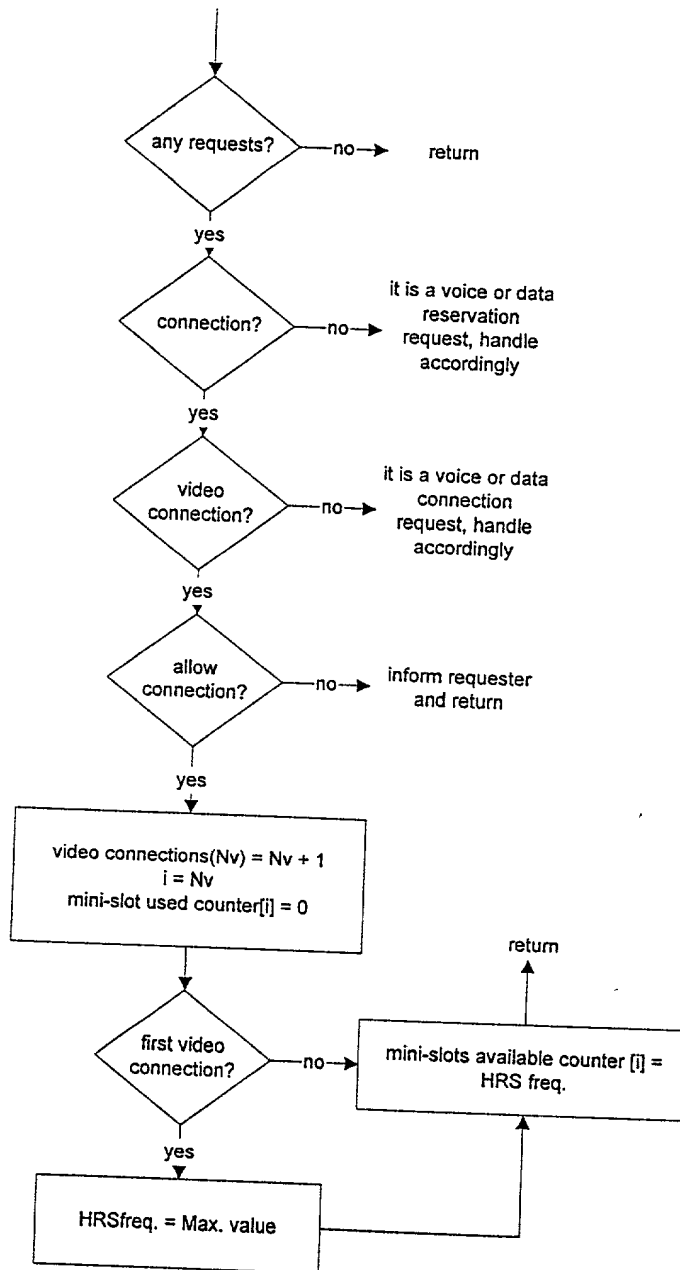 any requests?
no
return
yes
connection?
no
it is a voice or data
reservation
request, handle
accordingly
yes
video
connection?
no
it is a voice or data
connection
request, handle
accordingly
yes
allow
connection?
no
inform requester
and return
yes
video connections(Nv) = Nv + 1
i = Nv
mini-slot used counter[i] = 0
return
first video
connection?
no
mini-slots available counter [i] =
HRS freq.
yes
HRSfreq. = Max. value